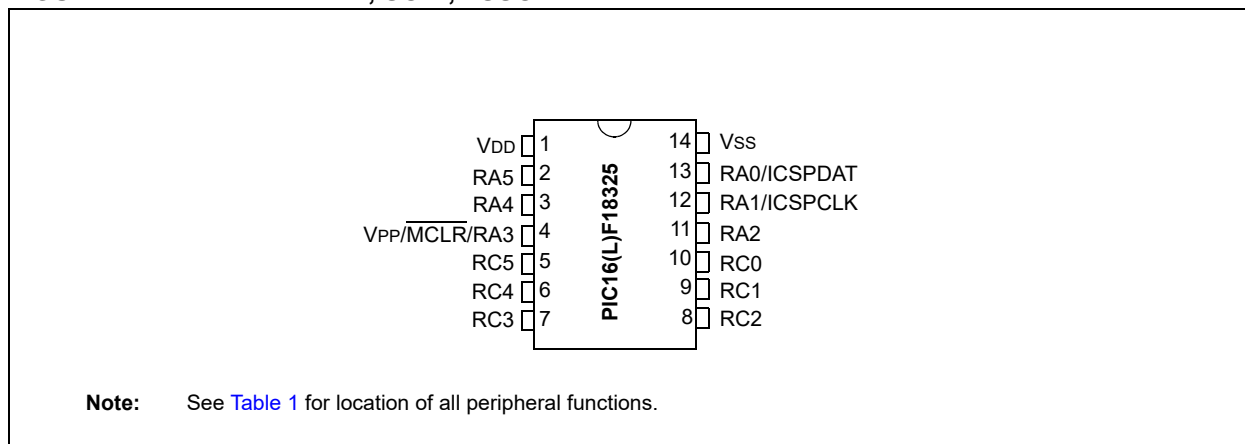 VDD 1 14 VSS
RA5 2 13 RA0/ICSPDAT
RA4 3 12 RA1/ICSPCLK
VPP/MCLR/RA3 4 11 RA2
RC5 5 10 RC0
RC4 6 9 RC1
RC3 7 8 RC2
PIC16(L)F18325
Note: See Table 1 for location of all peripheral functions.